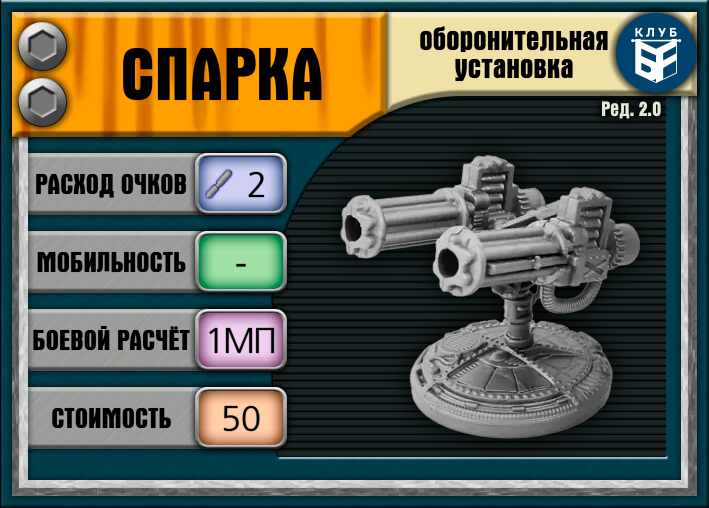 СПАРКА
оборонительная
установка
КЛУБ
Ред. 2.0
РАСХОД ОЧКОВ 2
МОБИЛЬНОСТЬ -
БОЕВОЙ РАСЧЁТ 1МП
СТОИМОСТЬ 50